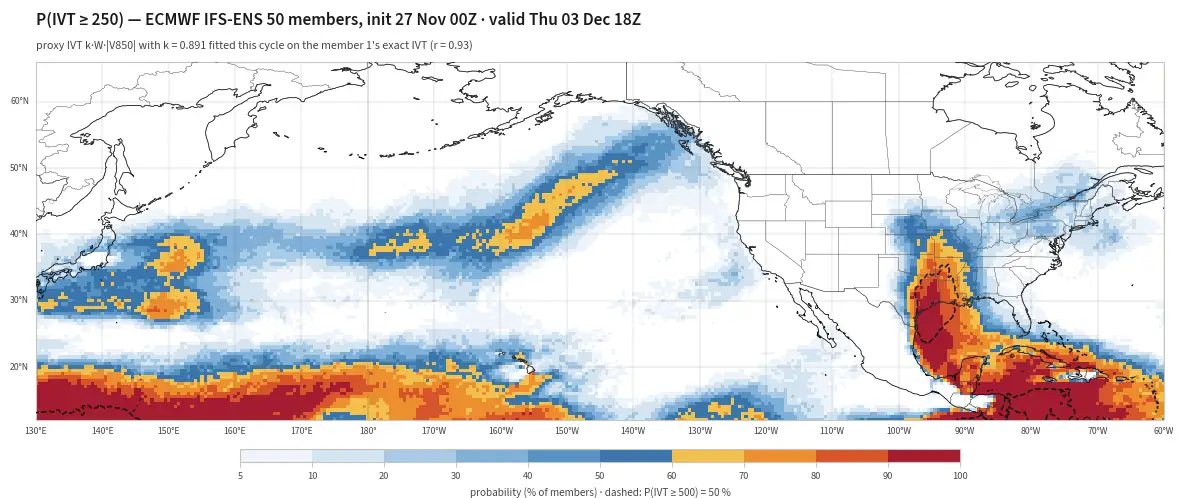 P(IVT ≥ 250) — ECMWF IFS-ENS 50 members, init 27 Nov 00Z · valid Thu 03 Dec 18Z
proxy IVT k·W·|V850| with k = 0.891 fitted this cycle on the member 1's exact IVT (r = 0.93)
60°N
50°N
40°N
30°N
20°N
130°E 140°E 150°E 160°E 170°E 180° 170°W 160°W 150°W 140°W 130°W 120°W 110°W 100°W 90°W 80°W 70°W 60°W
5 10 20 30 40 50 60 70 80 90 100
probability (% of members) · dashed: P(IVT ≥ 500) = 50 %